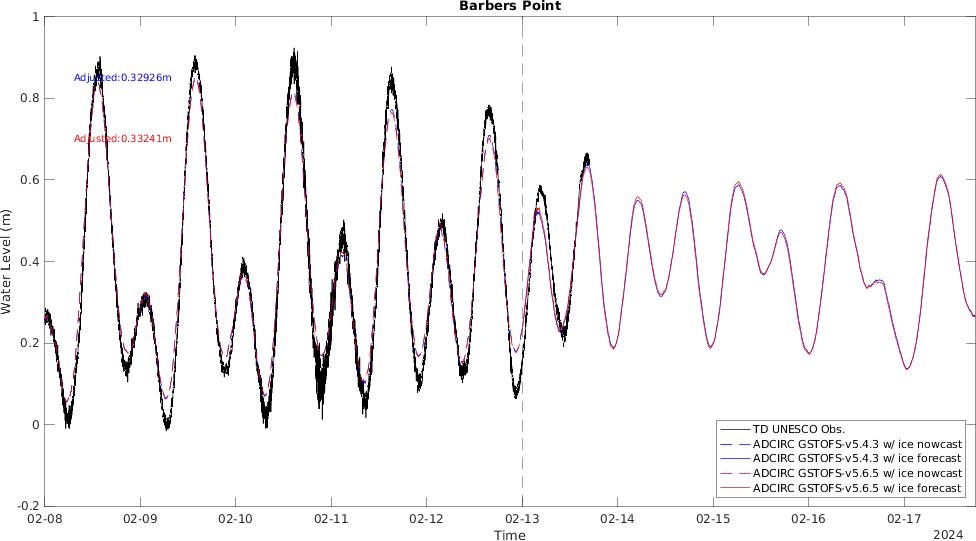 Barbers Point
Water Level (m)
1
0.8
0.6
0.4
0.2
0
-0.2
Adjusted:0.32926m
Adjusted:0.33241m
TD UNESCO Obs.
ADCIRC GSTOFS-v5.4.3 w/ ice nowcast
ADCIRC GSTOFS-v5.4.3 w/ ice forecast
ADCIRC GSTOFS-v5.6.5 w/ ice nowcast
ADCIRC GSTOFS-v5.6.5 w/ ice forecast
02-08 02-09 02-10 02-11 02-12 02-13 02-14 02-15 02-16 02-17
Time
2024